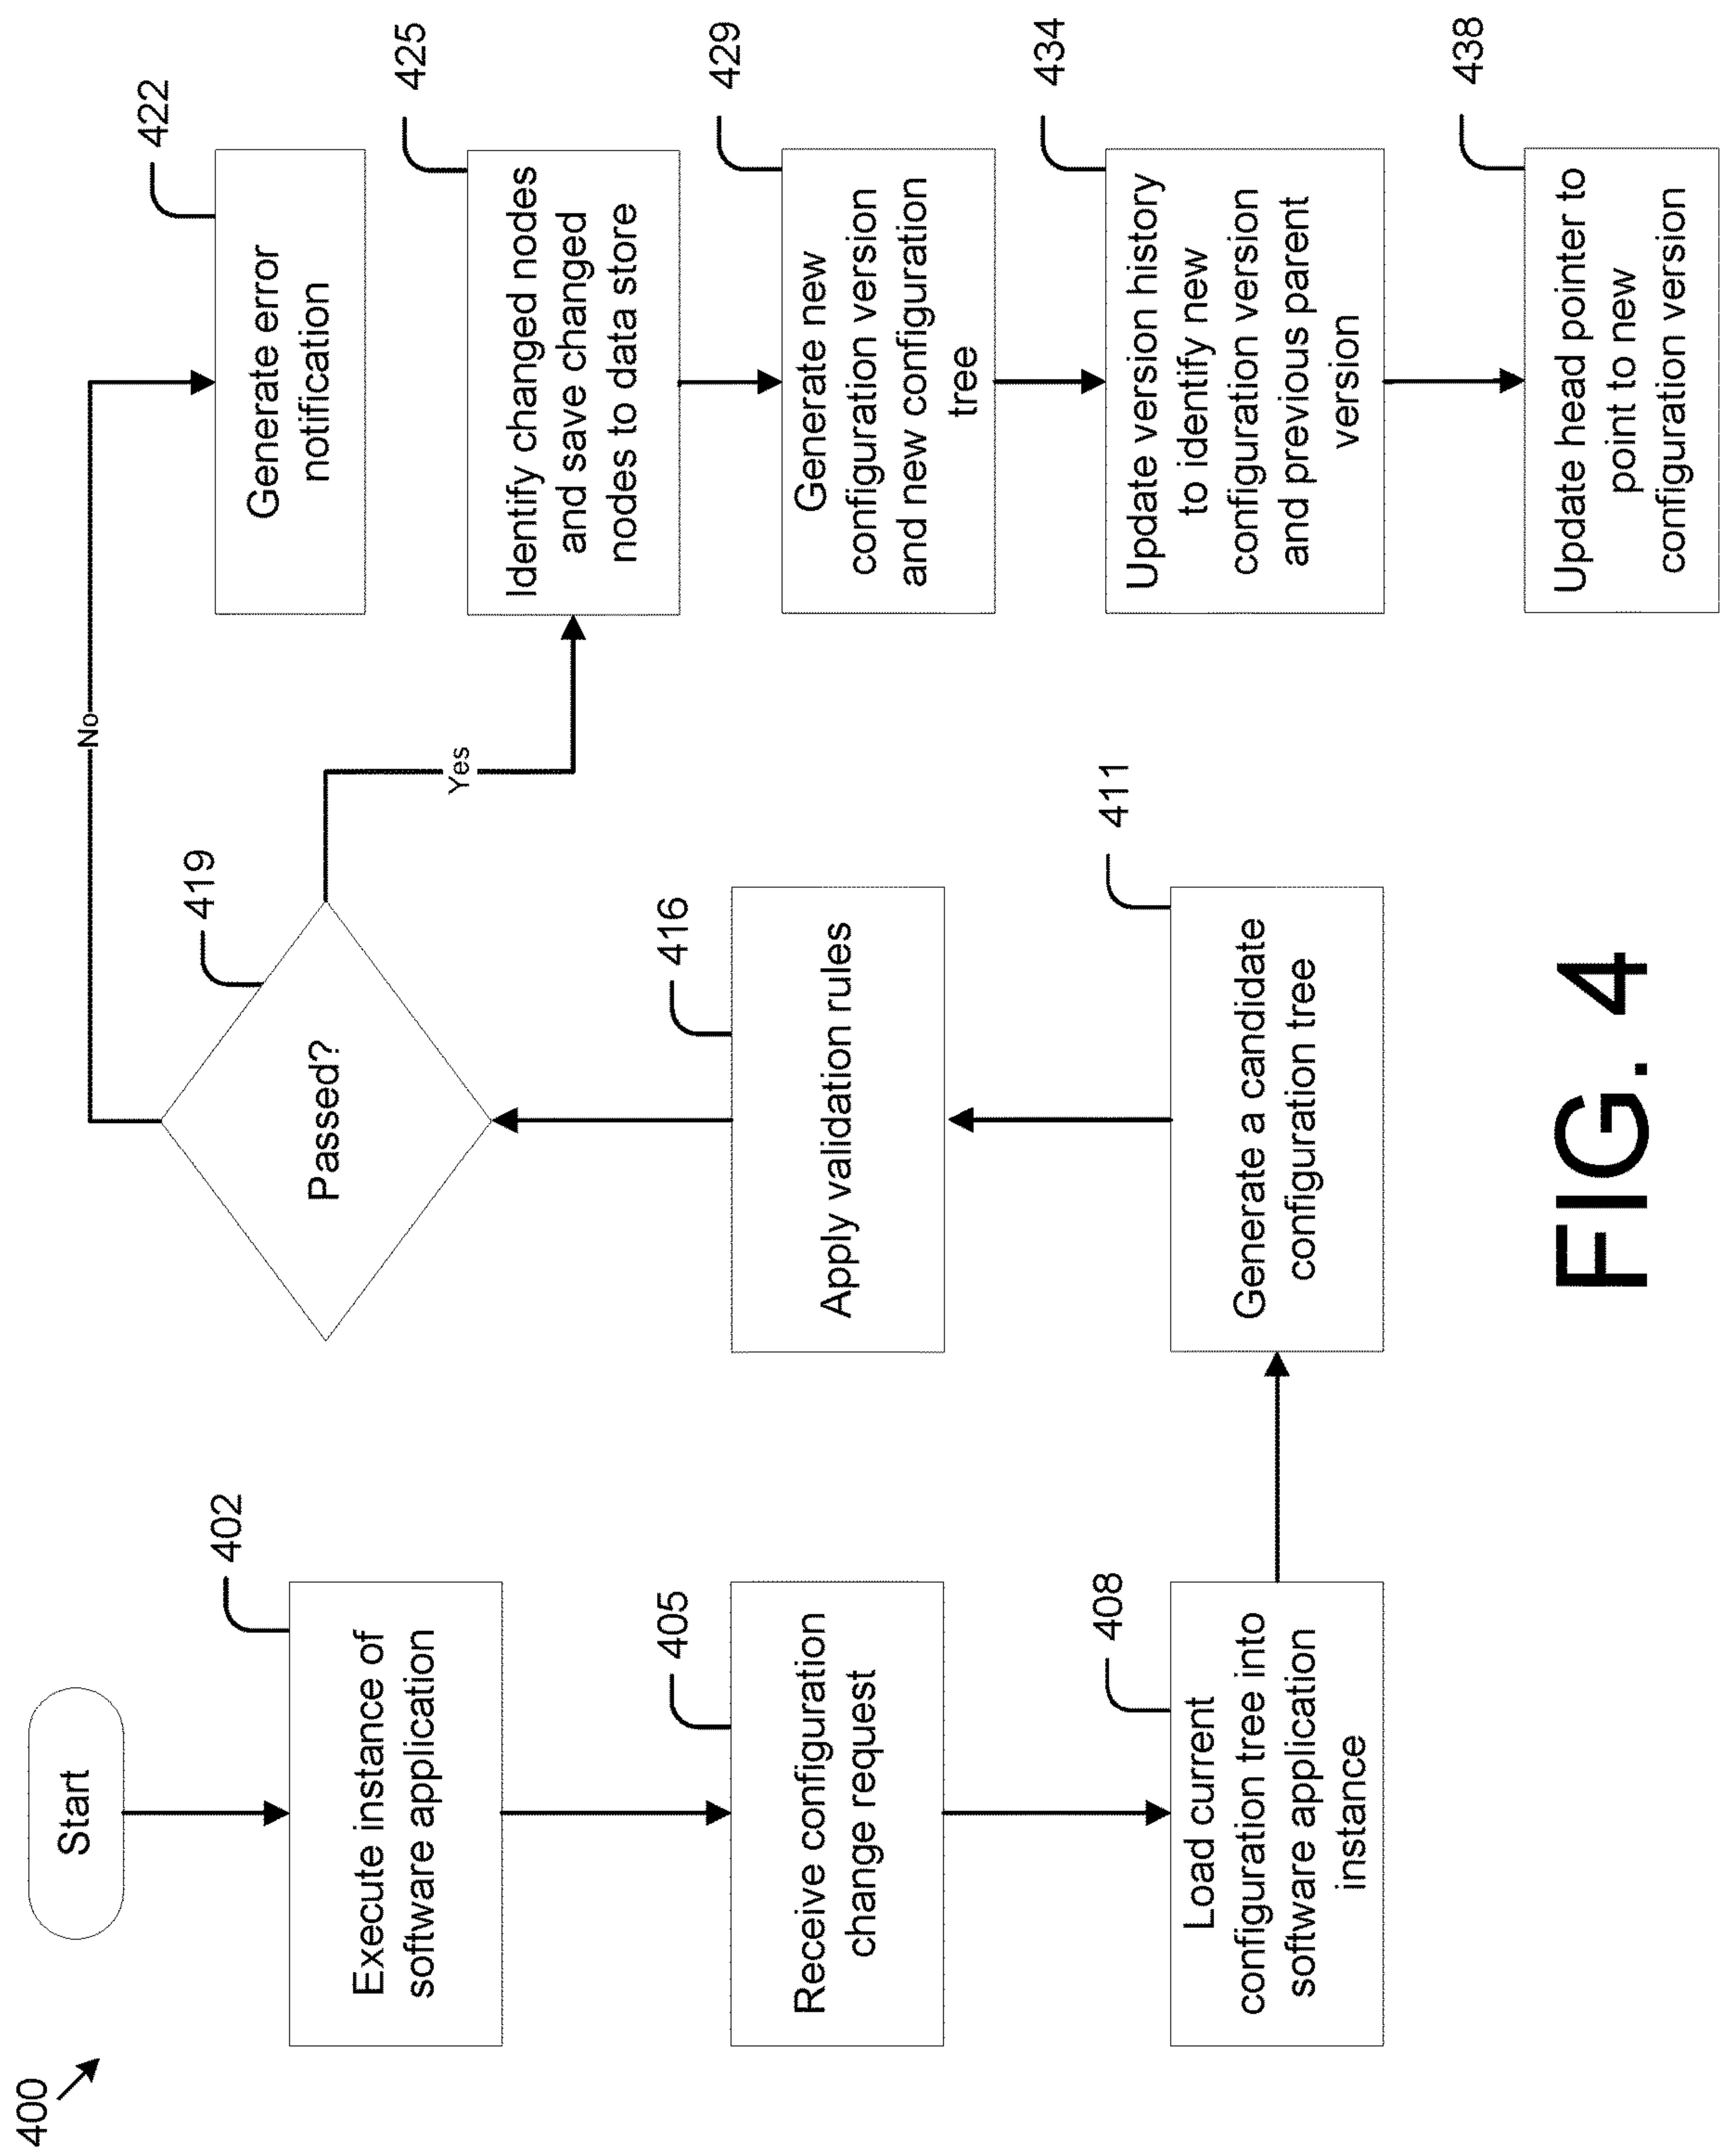 400
Start
402
Execute instance of
software application
405
Receive configuration
change request
408
Load current
configuration tree into
software application
instance
411
Generate a candidate
configuration tree
416
Apply validation rules
419
Passed?
No
Yes
422
Generate error
notification
425
Identify changed nodes
and save changed
nodes to data store
429
Generate new
configuration version
and new configuration
tree
434
Update version history
to identify new
configuration version
and previous parent
version
438
Update head pointer to
point to new
configuration version
FIG. 4